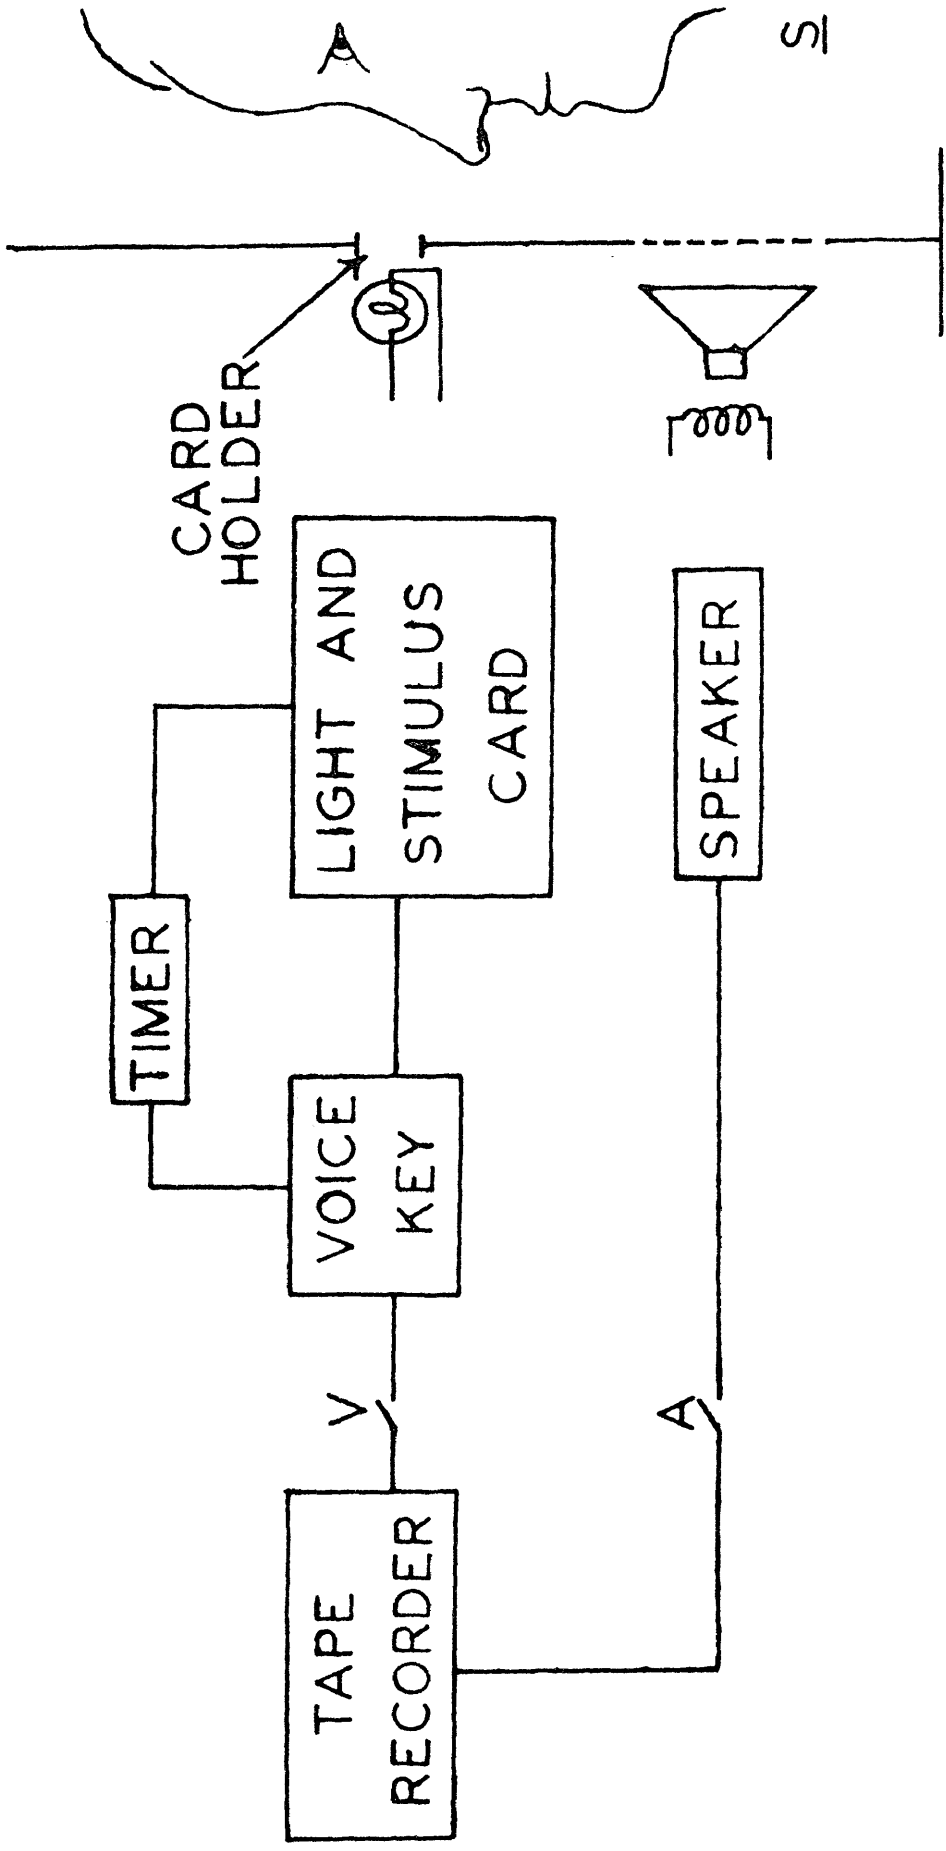 TAPE
RECORDER
V
A
VOICE
KEY
TIMER
LIGHT AND
STIMULUS
CARD
SPEAKER
CARD
HOLDER
S